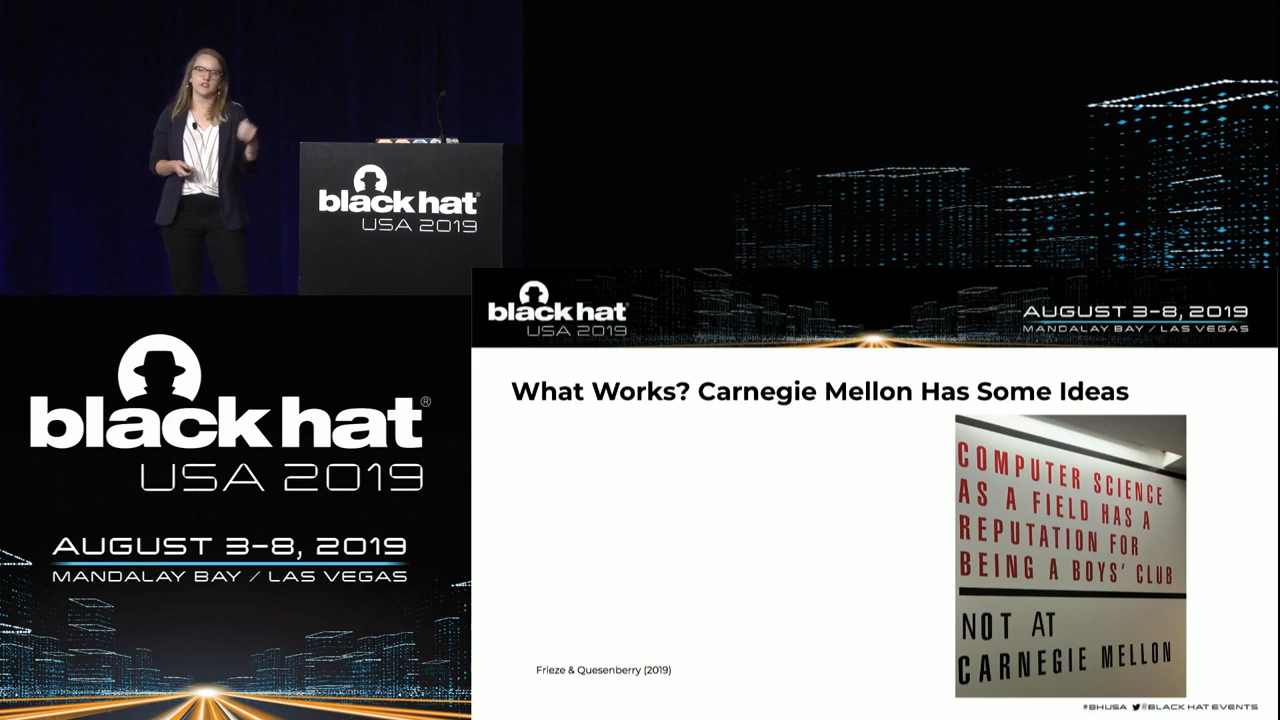 black hat®
USA 2019
black hat®
USA 2019
AUGUST 3-8, 2019
MANDALAY BAY / LAS VEGAS
black hat®
USA 2019
AUGUST 3-8, 2019
MANDALAY BAY / LAS VEGAS
What Works? Carnegie Mellon Has Some Ideas
COMPUTER SCIENCE
AS A FIELD HAS A
REPUTATION FOR
BEING A BOYS' CLUB
NOT AT
CARNEGIE MELLON
Frieze & Quesenberry (2019)
#BHUSA @BLACK HAT EVENTS